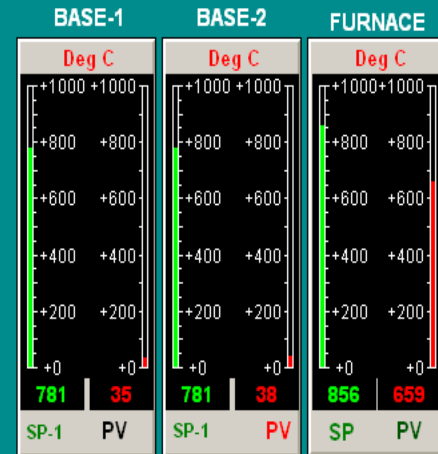 BASE-1 BASE-2 FURNACE
Deg C Deg C Deg C
+1000 +1000 +1000 +1000 +1000 +1000
+800 +800 +800 +800 +800 +800
+600 +600 +600 +600 +600 +600
+400 +400 +400 +400 +400 +400
+200 +200 +200 +200 +200 +200
+0 +0 +0 +0 +0 +0
781 35 781 38 856 659
SP-1 PV SP-1 PV SP PV